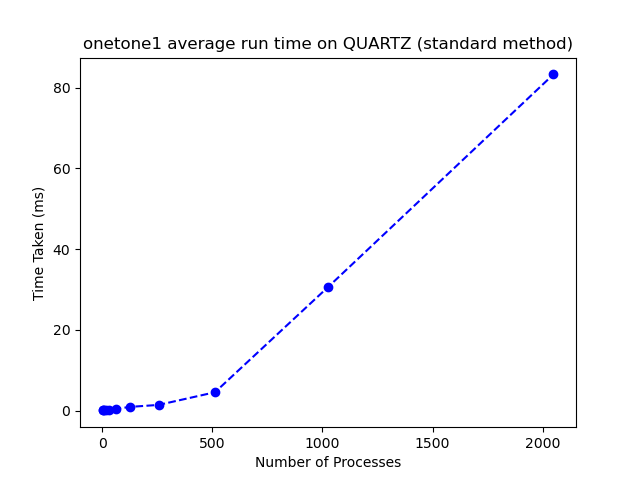 onetone1 average run time on QUARTZ (standard method)
Time Taken (ms)
80
60
40
20
0
0 500 1000 1500 2000
Number of Processes